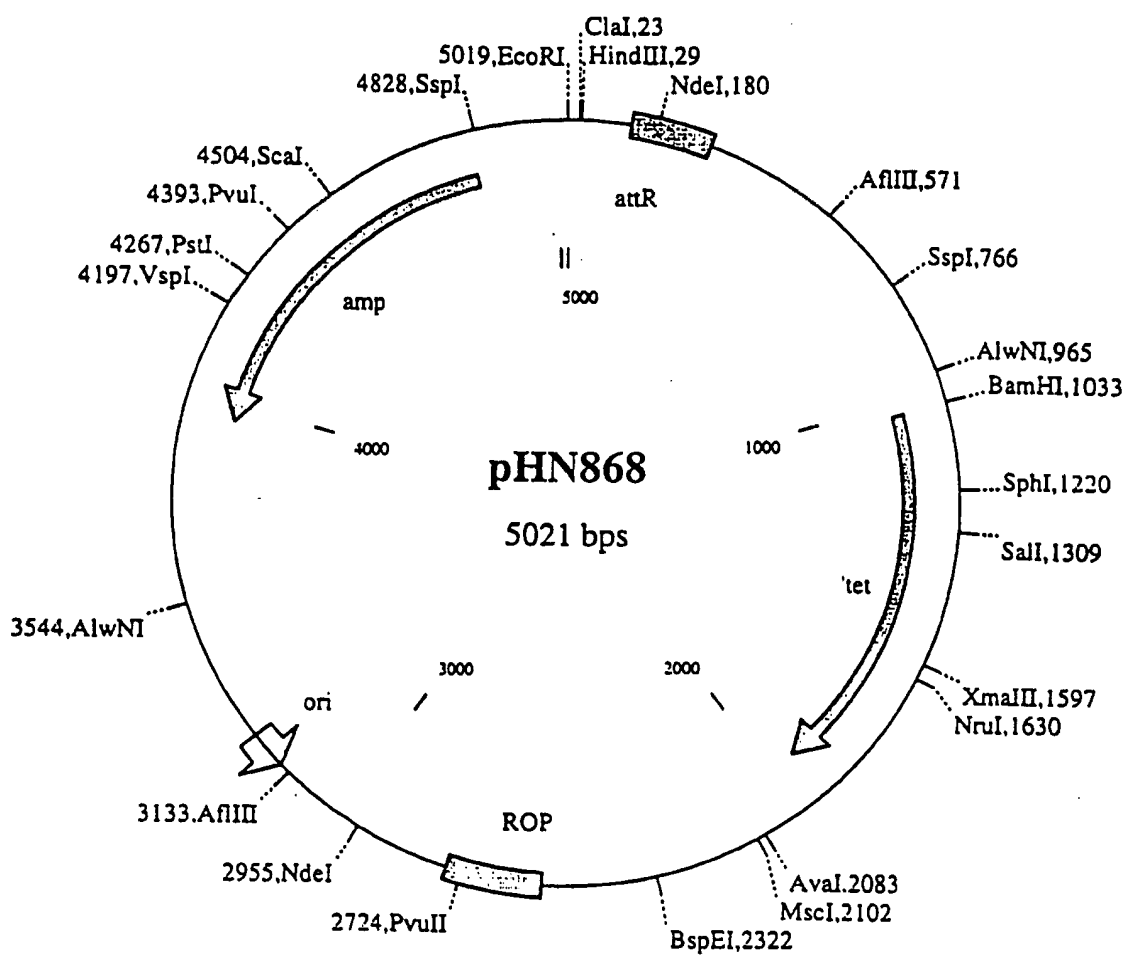 ClaI,23
5019,EcoRI
HindIII,29
4828,SspI
NdeI,180
4504,ScaI
4393,PvuI
AflIII,571
attR
4267,PstI
SspI,766
4197,VspI
amp
5000
AlwNI,965
BamHI,1033
4000
1000
pHN868
SphI,1220
5021 bps
SalI,1309
'tet
3544,AlwNI
3000
2000
ori
XmaIII,1597
NruI,1630
3133,AflIII
ROP
2955,NdeI
AvaI,2083
2724,PvuII
MscI,2102
BspEI,2322